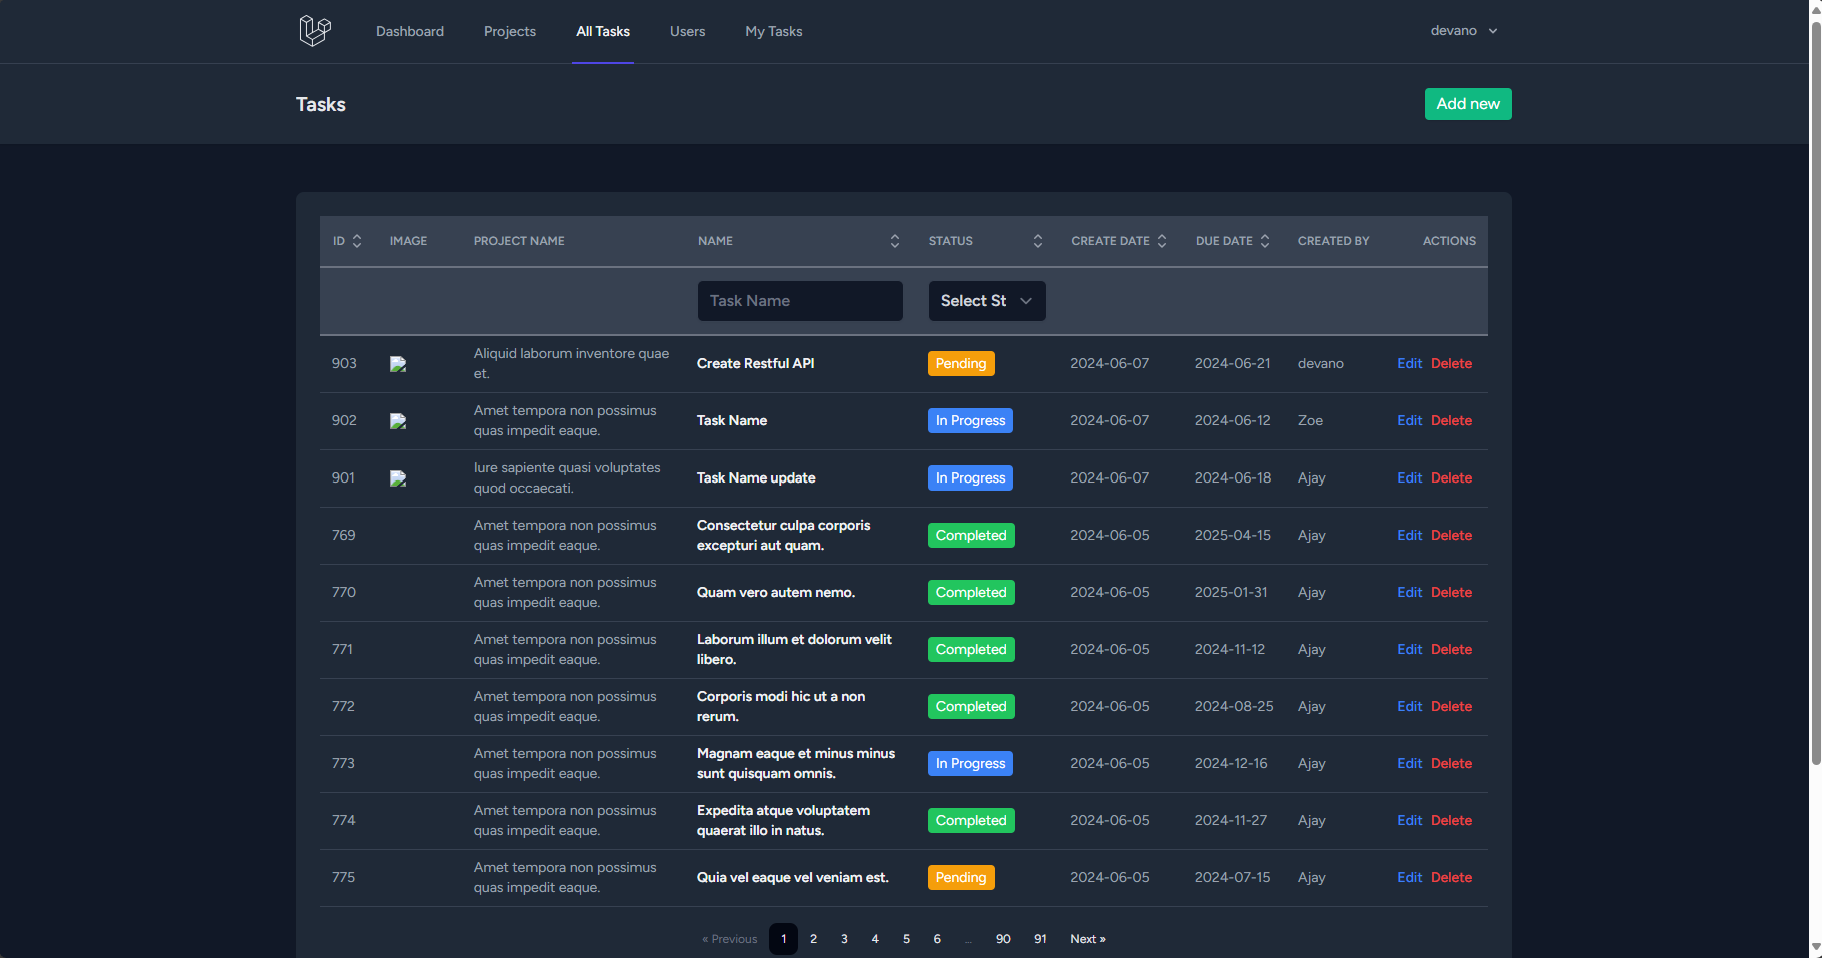 Dashboard Projects All Tasks Users My Tasks devano
Tasks Add new
ID IMAGE PROJECT NAME NAME STATUS CREATE DATE DUE DATE CREATED BY ACTIONS
Task Name Select St
903 Aliquid laborum inventore quae Create Restful API Pending 2024-06-07 2024-06-21 devano Edit Delete
et.
902 Amet tempora non possimus Task Name In Progress 2024-06-07 2024-06-12 Zoe Edit Delete
quas impedit eaque.
901 Iure sapiente quasi voluptates Task Name update In Progress 2024-06-07 2024-06-18 Ajay Edit Delete
quod occaecati.
769 Amet tempora non possimus Consectetur culpa corporis Completed 2024-06-05 2025-04-15 Ajay Edit Delete
quas impedit eaque. excepturi aut quam.
770 Amet tempora non possimus Quam vero autem nemo. Completed 2024-06-05 2025-01-31 Ajay Edit Delete
quas impedit eaque.
771 Amet tempora non possimus Laborum illum et dolorum velit Completed 2024-06-05 2024-11-12 Ajay Edit Delete
quas impedit eaque. libero.
772 Amet tempora non possimus Corporis modi hic ut a non Completed 2024-06-05 2024-08-25 Ajay Edit Delete
quas impedit eaque. rerum.
773 Amet tempora non possimus Magnam eaque et minus minus In Progress 2024-06-05 2024-12-16 Ajay Edit Delete
quas impedit eaque. sunt quisquam omnis.
774 Amet tempora non possimus Expedita atque voluptatem Completed 2024-06-05 2024-11-27 Ajay Edit Delete
quas impedit eaque. quaerat illo in natus.
775 Amet tempora non possimus Quia vel eaque vel veniam est. Pending 2024-06-05 2024-07-15 Ajay Edit Delete
quas impedit eaque.
« Previous 1 2 3 4 5 6 ... 90 91 Next »